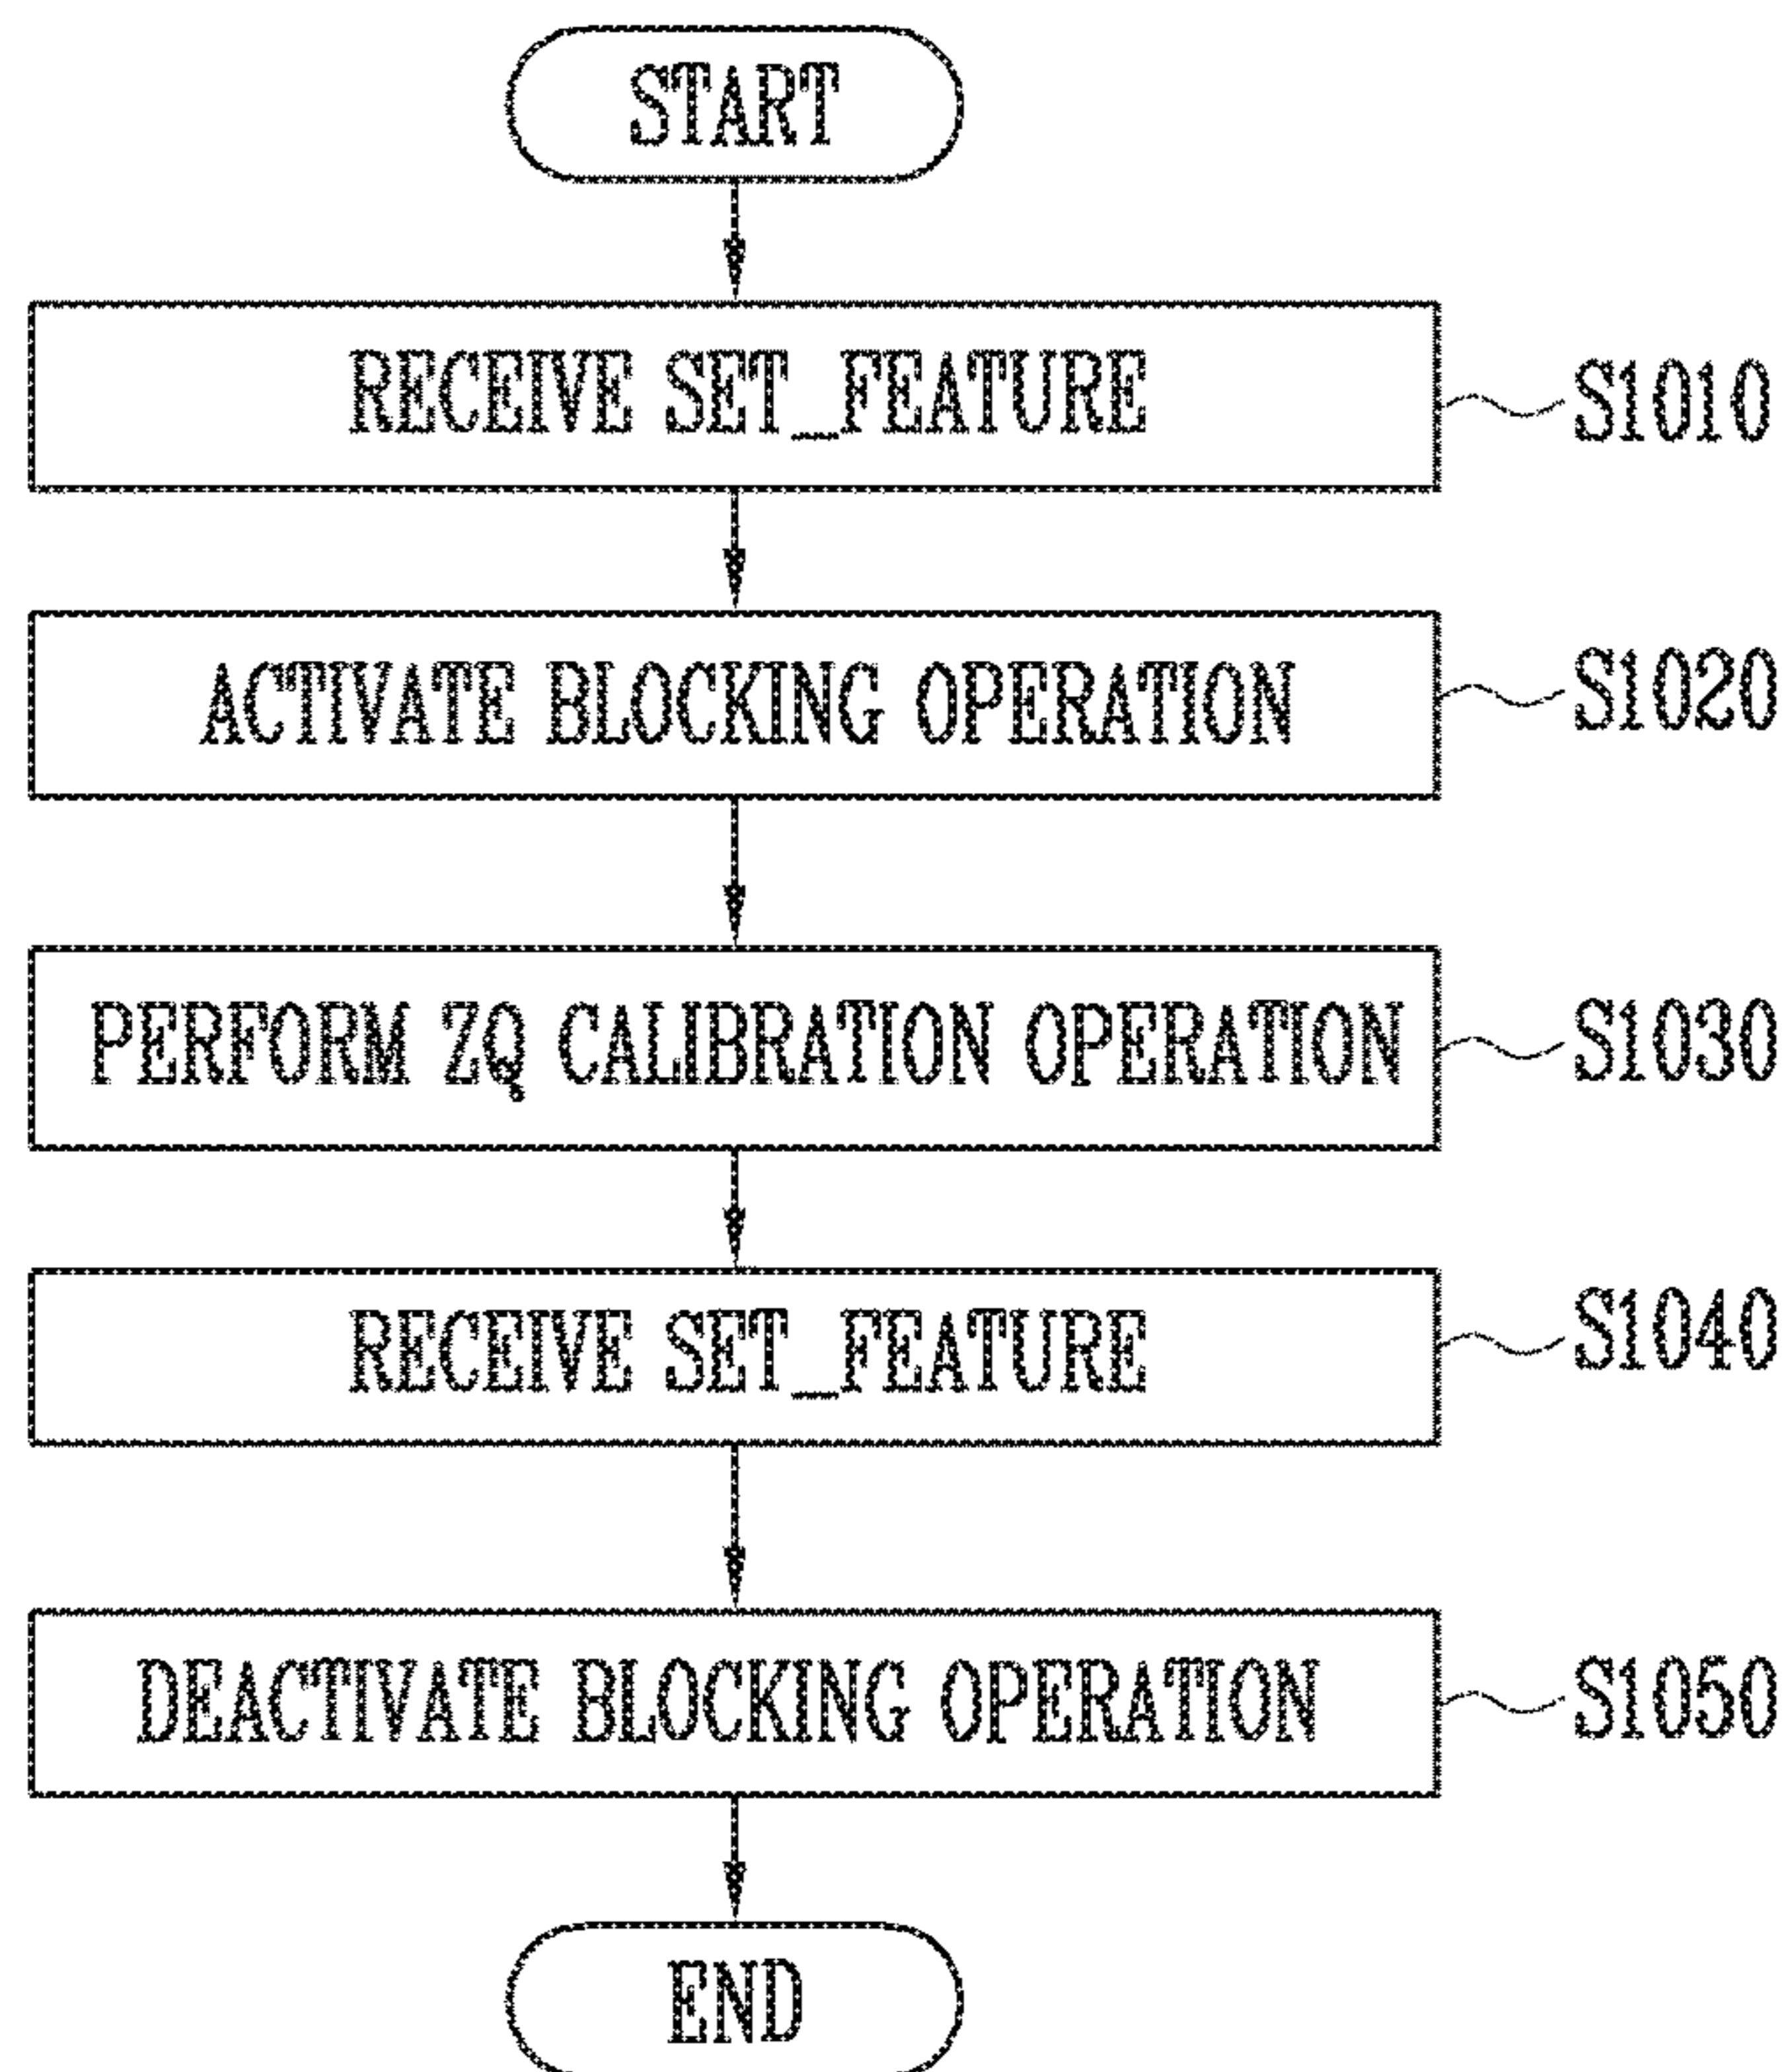 START
RECEIVE SET_FEATURE
S1010
ACTIVATE BLOCKING OPERATION
S1020
PERFORM ZQ CALIBRATION OPERATION
S1030
RECEIVE SET_FEATURE
S1040
DEACTIVATE BLOCKING OPERATION
S1050
END